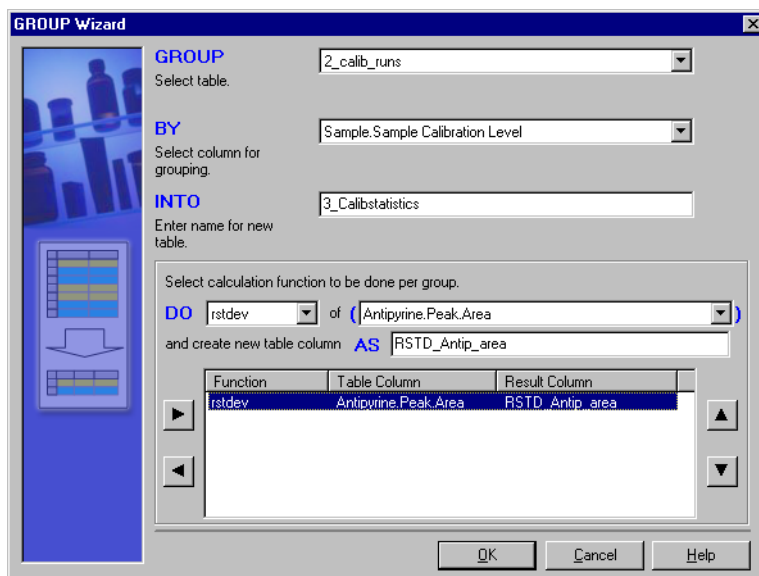 GROUP Wizard
GROUP
Select table.
2_calib_runs
BY
Select column for
grouping.
Sample.Sample Calibration Level
INTO
Enter name for new
table.
3_Calibstatistics
Select calculation function to be done per group.
DO rstdev of ( Antipyrine.Peak.Area )
and create new table column AS RSTD_Antip_area
Function Table Column Result Column
rstdev Antipyrine.Peak.Area RSTD_Antip_area
OK Cancel Help